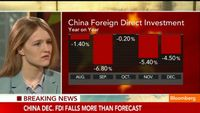 China Foreign Direct Investment
Year on Year
-1.40%
-6.80%
-0.20%
-5.40%
-4.50%
AUG.
SEP.
OCT.
NOV.
DEC.
BREAKING NEWS
Bloomberg
CHINA DEC. FDI FALLS MORE THAN FORECAST